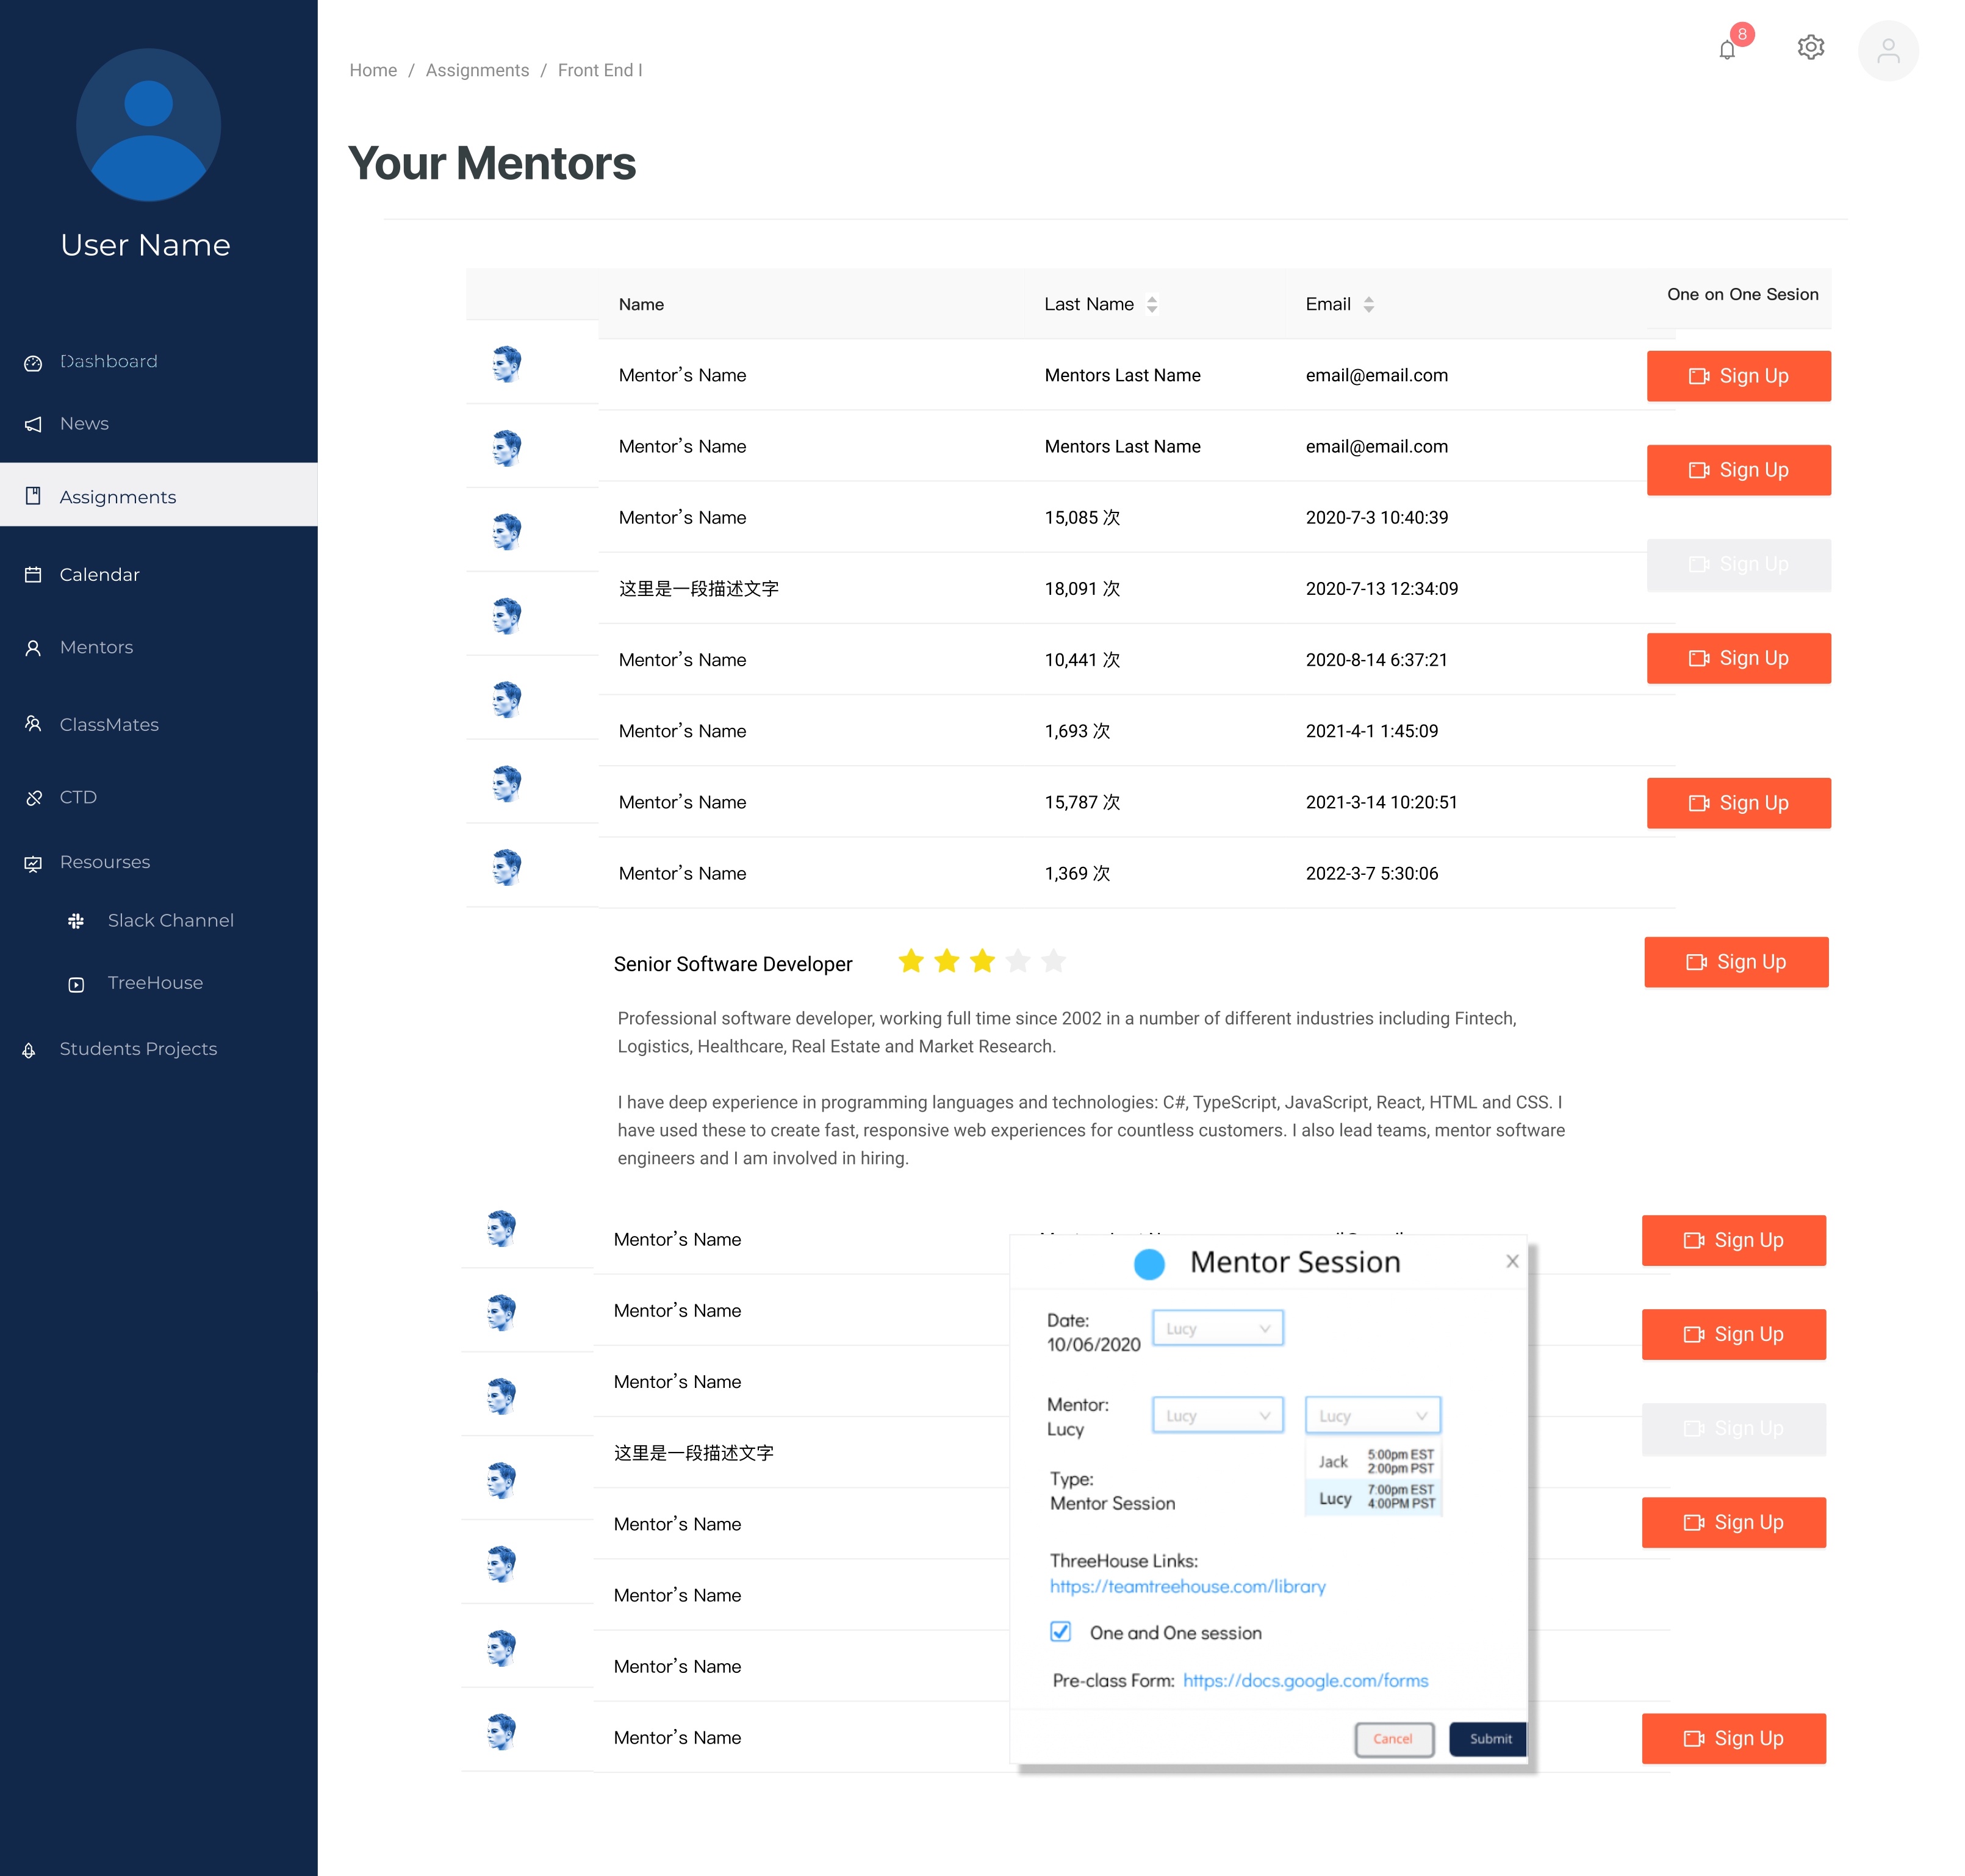 User Name
Dashboard
News
Assignments
Calendar
Mentors
ClassMates
CTD
Resourses
Slack Channel
TreeHouse
Students Projects
8
Home / Assignments / Front End I
Your Mentors
Name Last Name Email One on One Sesion
Mentor's Name Mentors Last Name email@email.com Sign Up
Mentor's Name Mentors Last Name email@email.com Sign Up
Mentor's Name 15,085 次 2020-7-3 10:40:39 Sign Up
这里是一段描述文字 18,091 次 2020-7-13 12:34:09
Mentor's Name 10,441 次 2020-8-14 6:37:21 Sign Up
Mentor's Name 1,693 次 2021-4-1 1:45:09
Mentor's Name 15,787 次 2021-3-14 10:20:51 Sign Up
Mentor's Name 1,369 次 2022-3-7 5:30:06
Senior Software Developer Sign Up
Professional software developer, working full time since 2002 in a number of different industries including Fintech,
Logistics, Healthcare, Real Estate and Market Research.
I have deep experience in programming languages and technologies: C#, TypeScript, JavaScript, React, HTML and CSS. I
have used these to create fast, responsive web experiences for countless customers. I also lead teams, mentor software
engineers and I am involved in hiring.
Mentor's Name Sign Up
Mentor's Name Sign Up
Mentor's Name Sign Up
这里是一段描述文字
Mentor's Name Sign Up
Mentor's Name
Mentor's Name
Mentor's Name Sign Up
Mentor Session X
Date:
10/06/2020 Lucy
Mentor:
Lucy Lucy Lucy
Jack 5:00pm EST
2:00pm PST
Lucy 7:00pm EST
4:00PM PST
Type:
Mentor Session
ThreeHouse Links:
https://teamtreehouse.com/library
One and One session
Pre-class Form: https://docs.google.com/forms
Cancel Submit